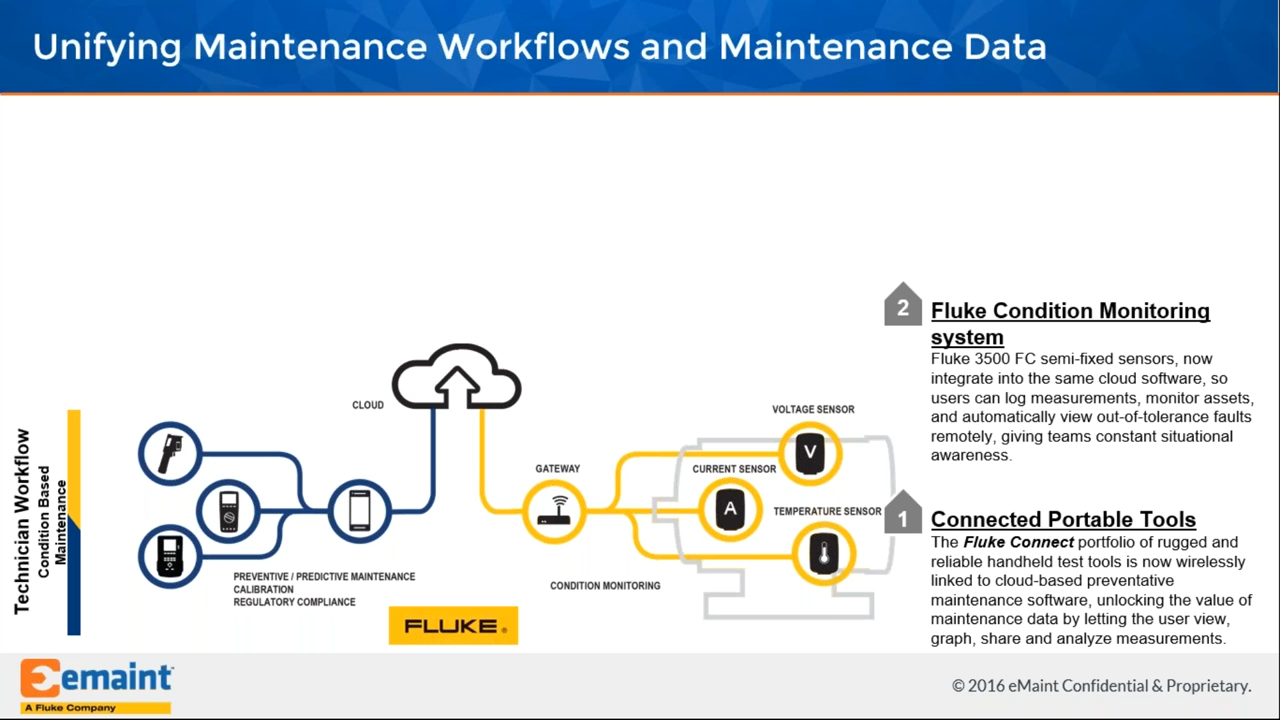 Unifying Maintenance Workflows and Maintenance Data
2
Fluke Condition Monitoring
system
Fluke 3500 FC semi-fixed sensors, now
integrate into the same cloud software, so
users can log measurements, monitor assets,
and automatically view out-of-tolerance faults
remotely, giving teams constant situational
awareness.
1
Connected Portable Tools
The Fluke Connect portfolio of rugged and
reliable handheld test tools is now wirelessly
linked to cloud-based preventative
maintenance software, unlocking the value of
maintenance data by letting the user view,
graph, share and analyze measurements.
CLOUD
GATEWAY
VOLTAGE SENSOR
V
CURRENT SENSOR
A
TEMPERATURE SENSOR
Technician Workflow
Condition Based
Maintenance
PREVENTIVE / PREDICTIVE MAINTENANCE
CALIBRATION
REGULATORY COMPLIANCE
CONDITION MONITORING
FLUKE®
emaint™
A Fluke Company
© 2016 eMaint Confidential & Proprietary.